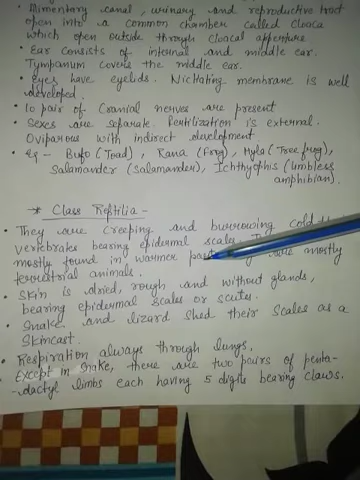 Alimentary canal, urinary and reproductive tract
open into a common chamber called Cloaca
which open outside through cloacal apperture
• Ear consists of internal and middle ear.
Tympanum covers the middle ear.
• Eyes have eyelids. Nictitating membrane is well
developed.
• 10 pair of Cranial nerves are present
• Sexes are separate. Fertilization is external.
Oviparous with indirect development
• Eg - Bufo (Toad), Rana (Frog), Hyla (Tree frog),
Salamander (Salamander), Ichthyophis (Limbless
amphibian).
* Class Reptilia -
• They are creeping and burrowing cold
vertebrates bearing epidermal scales.
mostly found in warmer are mostly
terrestrial animals.
• Skin is dried, rough and without glands,
bearing epidermal scales or scutes.
• Snake and lizard shed their scales as a
Skincast.
• Respiration always through lungs.
• Except in snake, there are two pairs of penta-
-dactyl limbs each having 5 digits bearing claws.